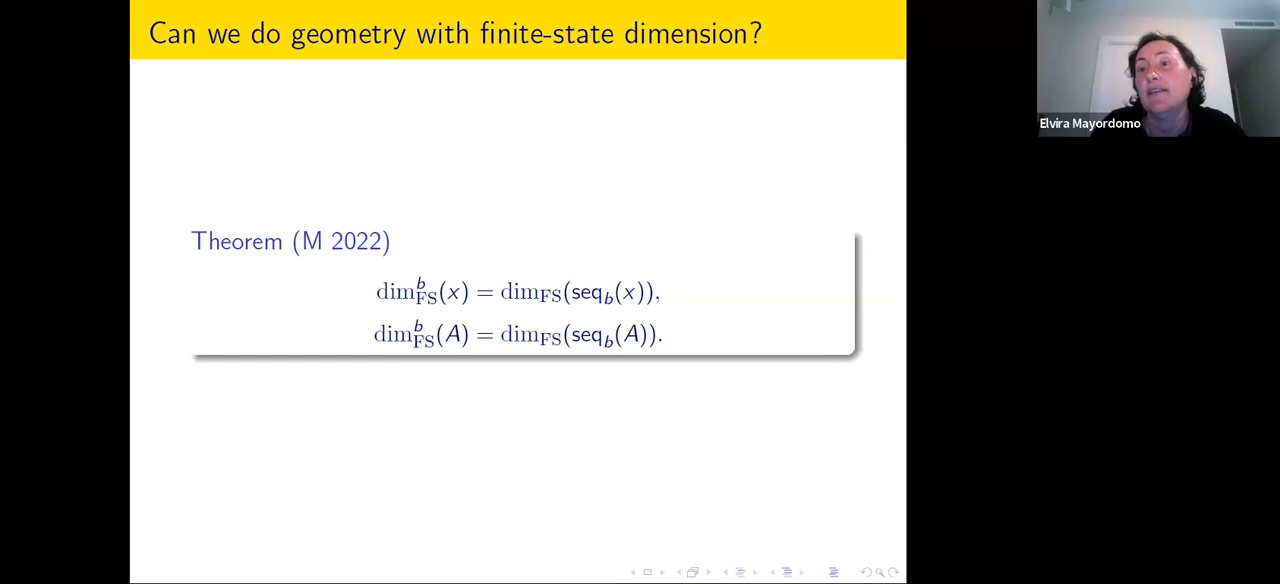 Can we do geometry with finite-state dimension?
Elvira Mayordomo
Theorem (M 2022)
dim^b_FS(x) = dim_FS(seq_b(x)),
dim^b_FS(A) = dim_FS(seq_b(A)).